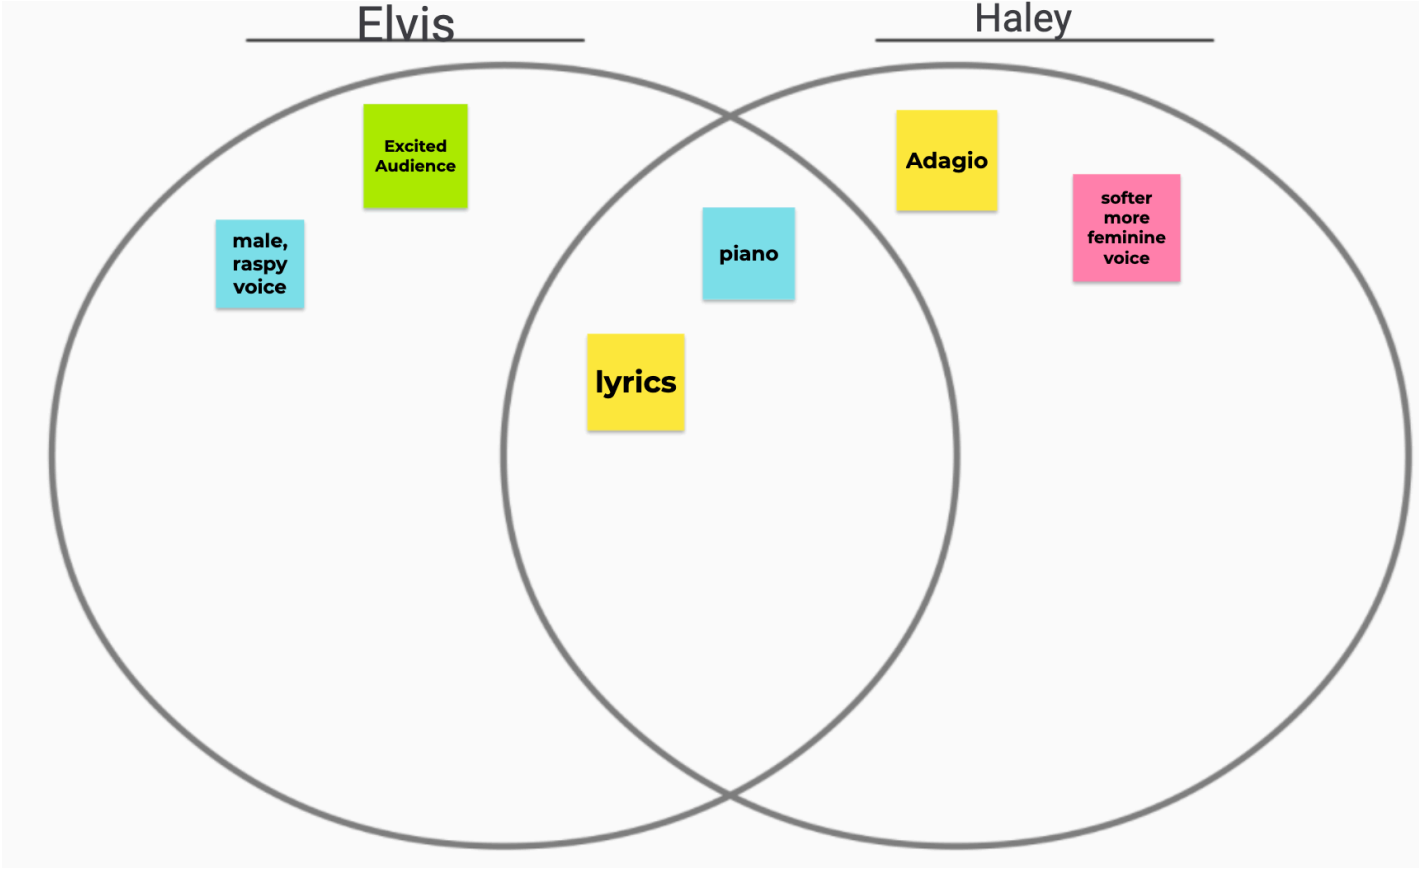 Elvis
Haley
Excited
Audience
male,
raspy
voice
piano
lyrics
Adagio
softer
more
feminine
voice